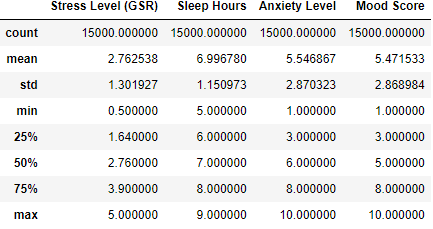 Stress Level (GSR) Sleep Hours Anxiety Level Mood Score
count 15000.000000 15000.000000 15000.000000 15000.000000
mean 2.762538 6.996780 5.546867 5.471533
std 1.301927 1.150973 2.870323 2.868984
min 0.500000 5.000000 1.000000 1.000000
25% 1.640000 6.000000 3.000000 3.000000
50% 2.760000 7.000000 6.000000 5.000000
75% 3.900000 8.000000 8.000000 8.000000
max 5.000000 9.000000 10.000000 10.000000